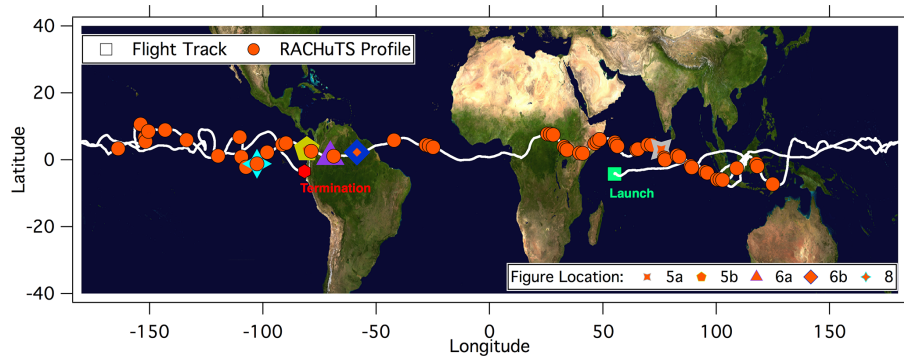 40
Flight Track RACHuTS Profile
20
Latitude
0
Termination
Launch
-20
Figure Location: 5a 5b 6a 6b 8
-40
-150 -100 -50 0 50 100 150
Longitude